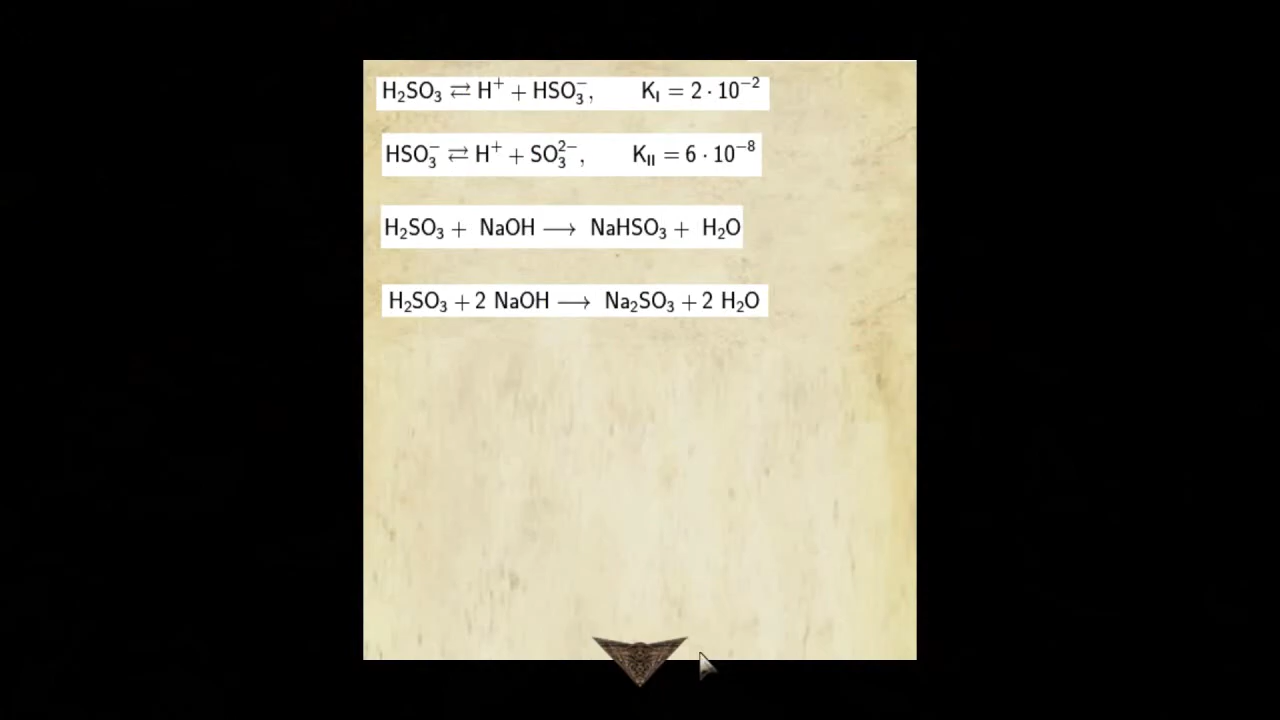 H₂SO₃ ⇄ H⁺ + HSO₃⁻, K_I = 2 · 10⁻²
HSO₃⁻ ⇄ H⁺ + SO₃²⁻, K_II = 6 · 10⁻⁸
H₂SO₃ + NaOH ⟶ NaHSO₃ + H₂O
H₂SO₃ + 2 NaOH ⟶ Na₂SO₃ + 2 H₂O